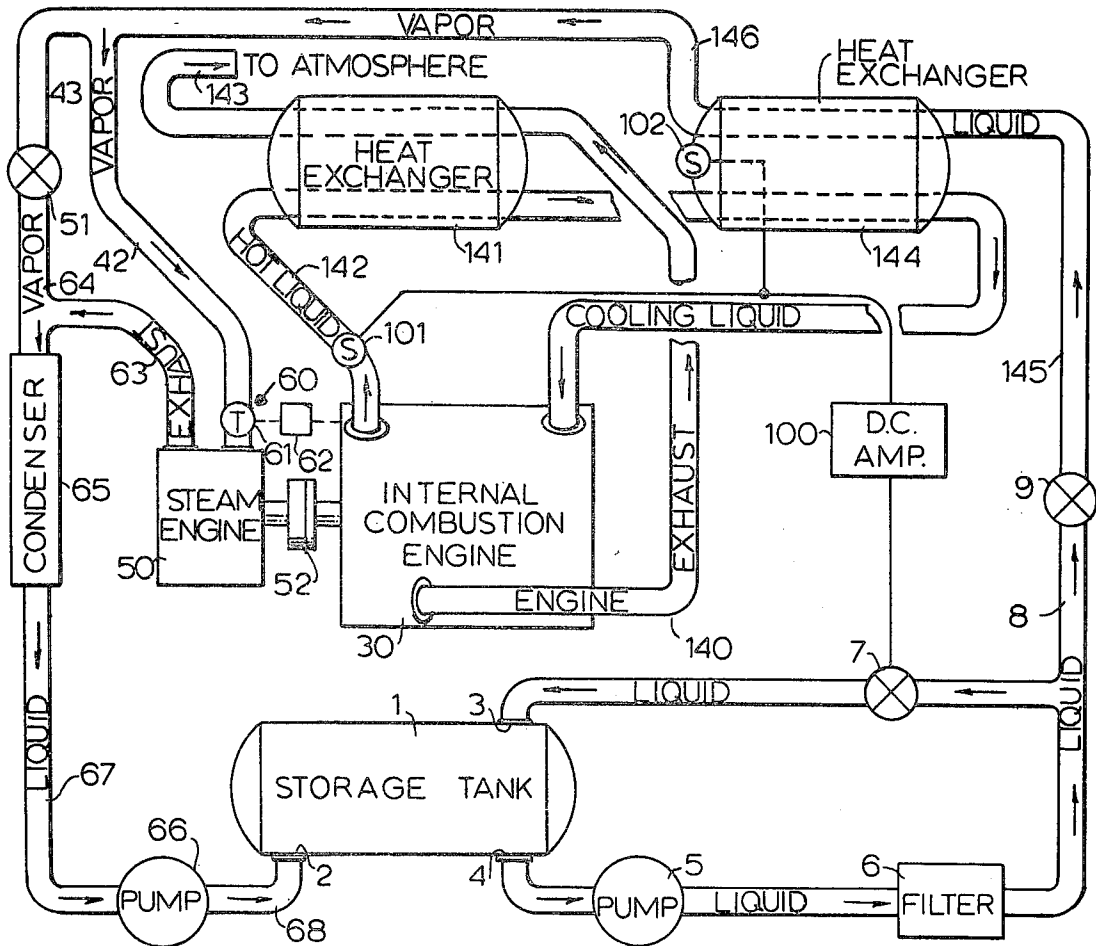 VAPOR
146
HEAT
EXCHANGER
TO ATMOSPHERE
143
43
VAPOR
102
S
LIQUID
HEAT
EXCHANGER
51
42
141
144
VAPOR
64
HOT LIQUID
142
101
S
COOLING LIQUID
63
EXHAUST
60
T
61
62
145
100
D.C.
AMP.
CONDENSER
65
STEAM
ENGINE
50
52
INTERNAL
COMBUSTION
ENGINE
EXHAUST
9
ENGINE
30
140
8
7
LIQUID
LIQUID
1
3
LIQUID
67
STORAGE TANK
66
2
4
5
6
PUMP
68
PUMP
LIQUID
FILTER